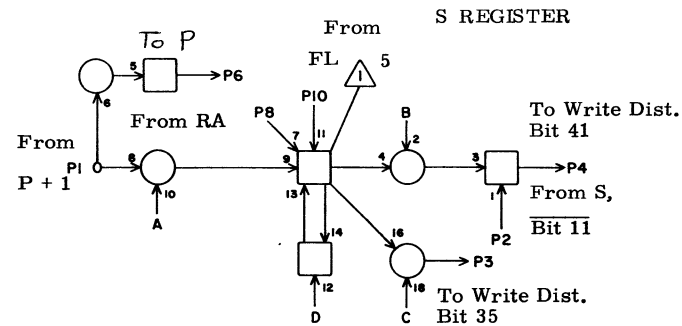 S REGISTER
From
To P
FL 5
1
5
P6
6
P10
P8
B
To Write Dist.
Bit 41
From RA
From
7
11
2
P1
8
9
4
3
P4
P + 1
10
13
1
From S,
Bit 11
A
14
16
P2
12
P3
18
D
C
To Write Dist.
Bit 35